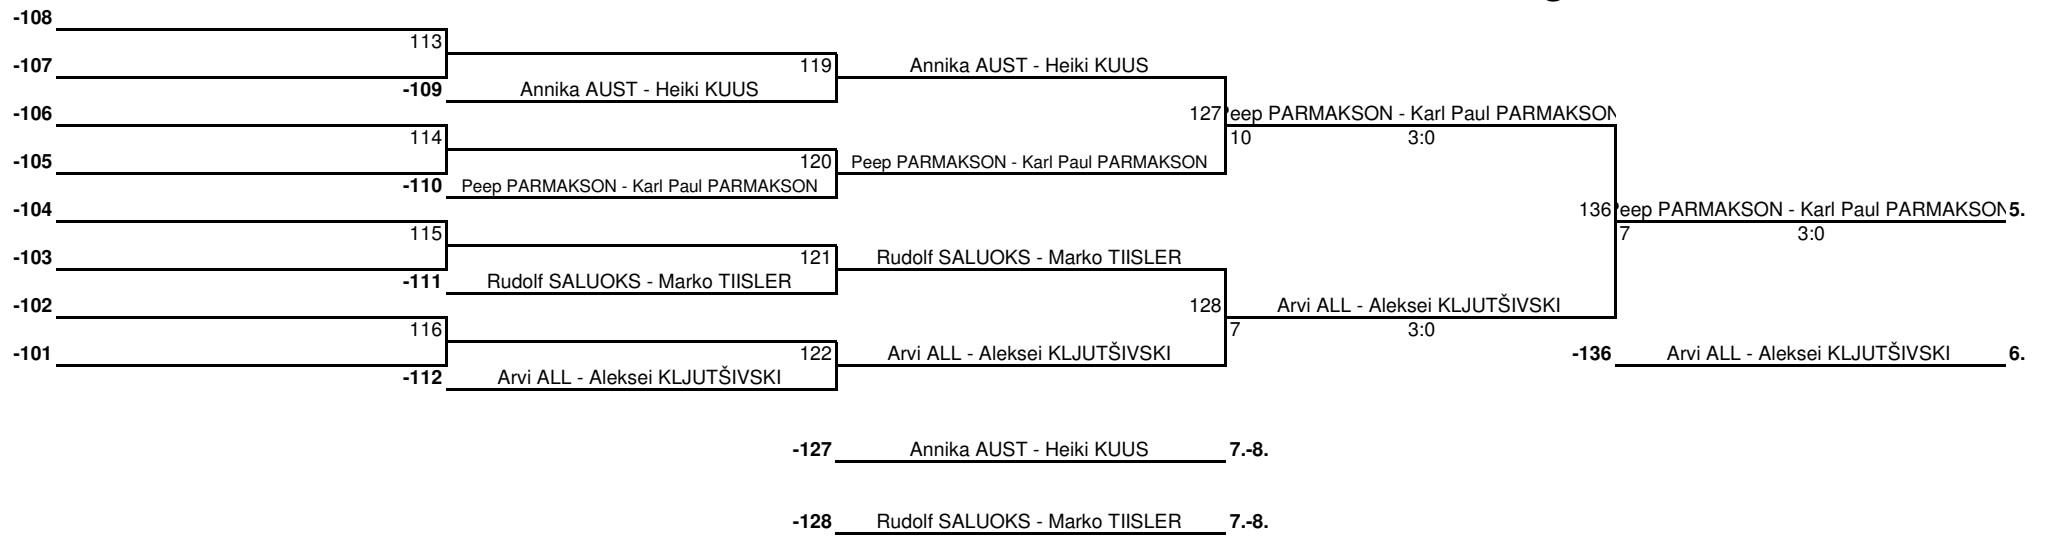 -108
113
-107
119
Annika AUST - Heiki KUUS
-109
Annika AUST - Heiki KUUS
-106
127
eep PARMAKSON - Karl Paul PARMAKSON
114
10
3:0
-105
120
Peep PARMAKSON - Karl Paul PARMAKSON
-110
Peep PARMAKSON - Karl Paul PARMAKSON
-104
136
eep PARMAKSON - Karl Paul PARMAKSON
5.
115
7
3:0
-103
121
Rudolf SALUOKS - Marko TIISLER
-111
Rudolf SALUOKS - Marko TIISLER
-102
128
Arvi ALL - Aleksei KLJUTŠIVSKI
116
7
3:0
-101
122
Arvi ALL - Aleksei KLJUTŠIVSKI
-136
Arvi ALL - Aleksei KLJUTŠIVSKI
6.
-112
Arvi ALL - Aleksei KLJUTŠIVSKI
-127
Annika AUST - Heiki KUUS
7.-8.
-128
Rudolf SALUOKS - Marko TIISLER
7.-8.